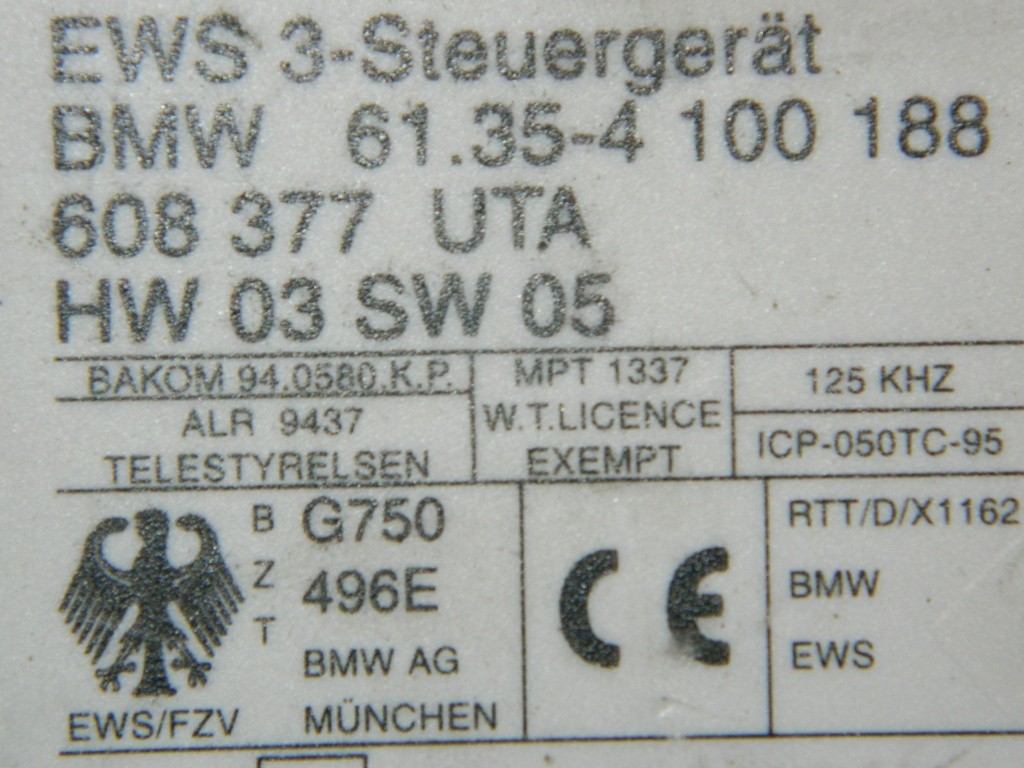 EWS 3-Steuergerät
BMW 61.35-4 100 188
608 377 UTA
HW 03 SW 05
BAKOM 94.0580.K.P.
ALR 9437
TELESTYRELSEN
MPT 1337
W.T.LICENCE
EXEMPT
125 KHZ
ICP-050TC-95
BZT
G750
496E
BMW AG
MÜNCHEN
EWS/FZV
CE
RTT/D/X1162
BMW
EWS